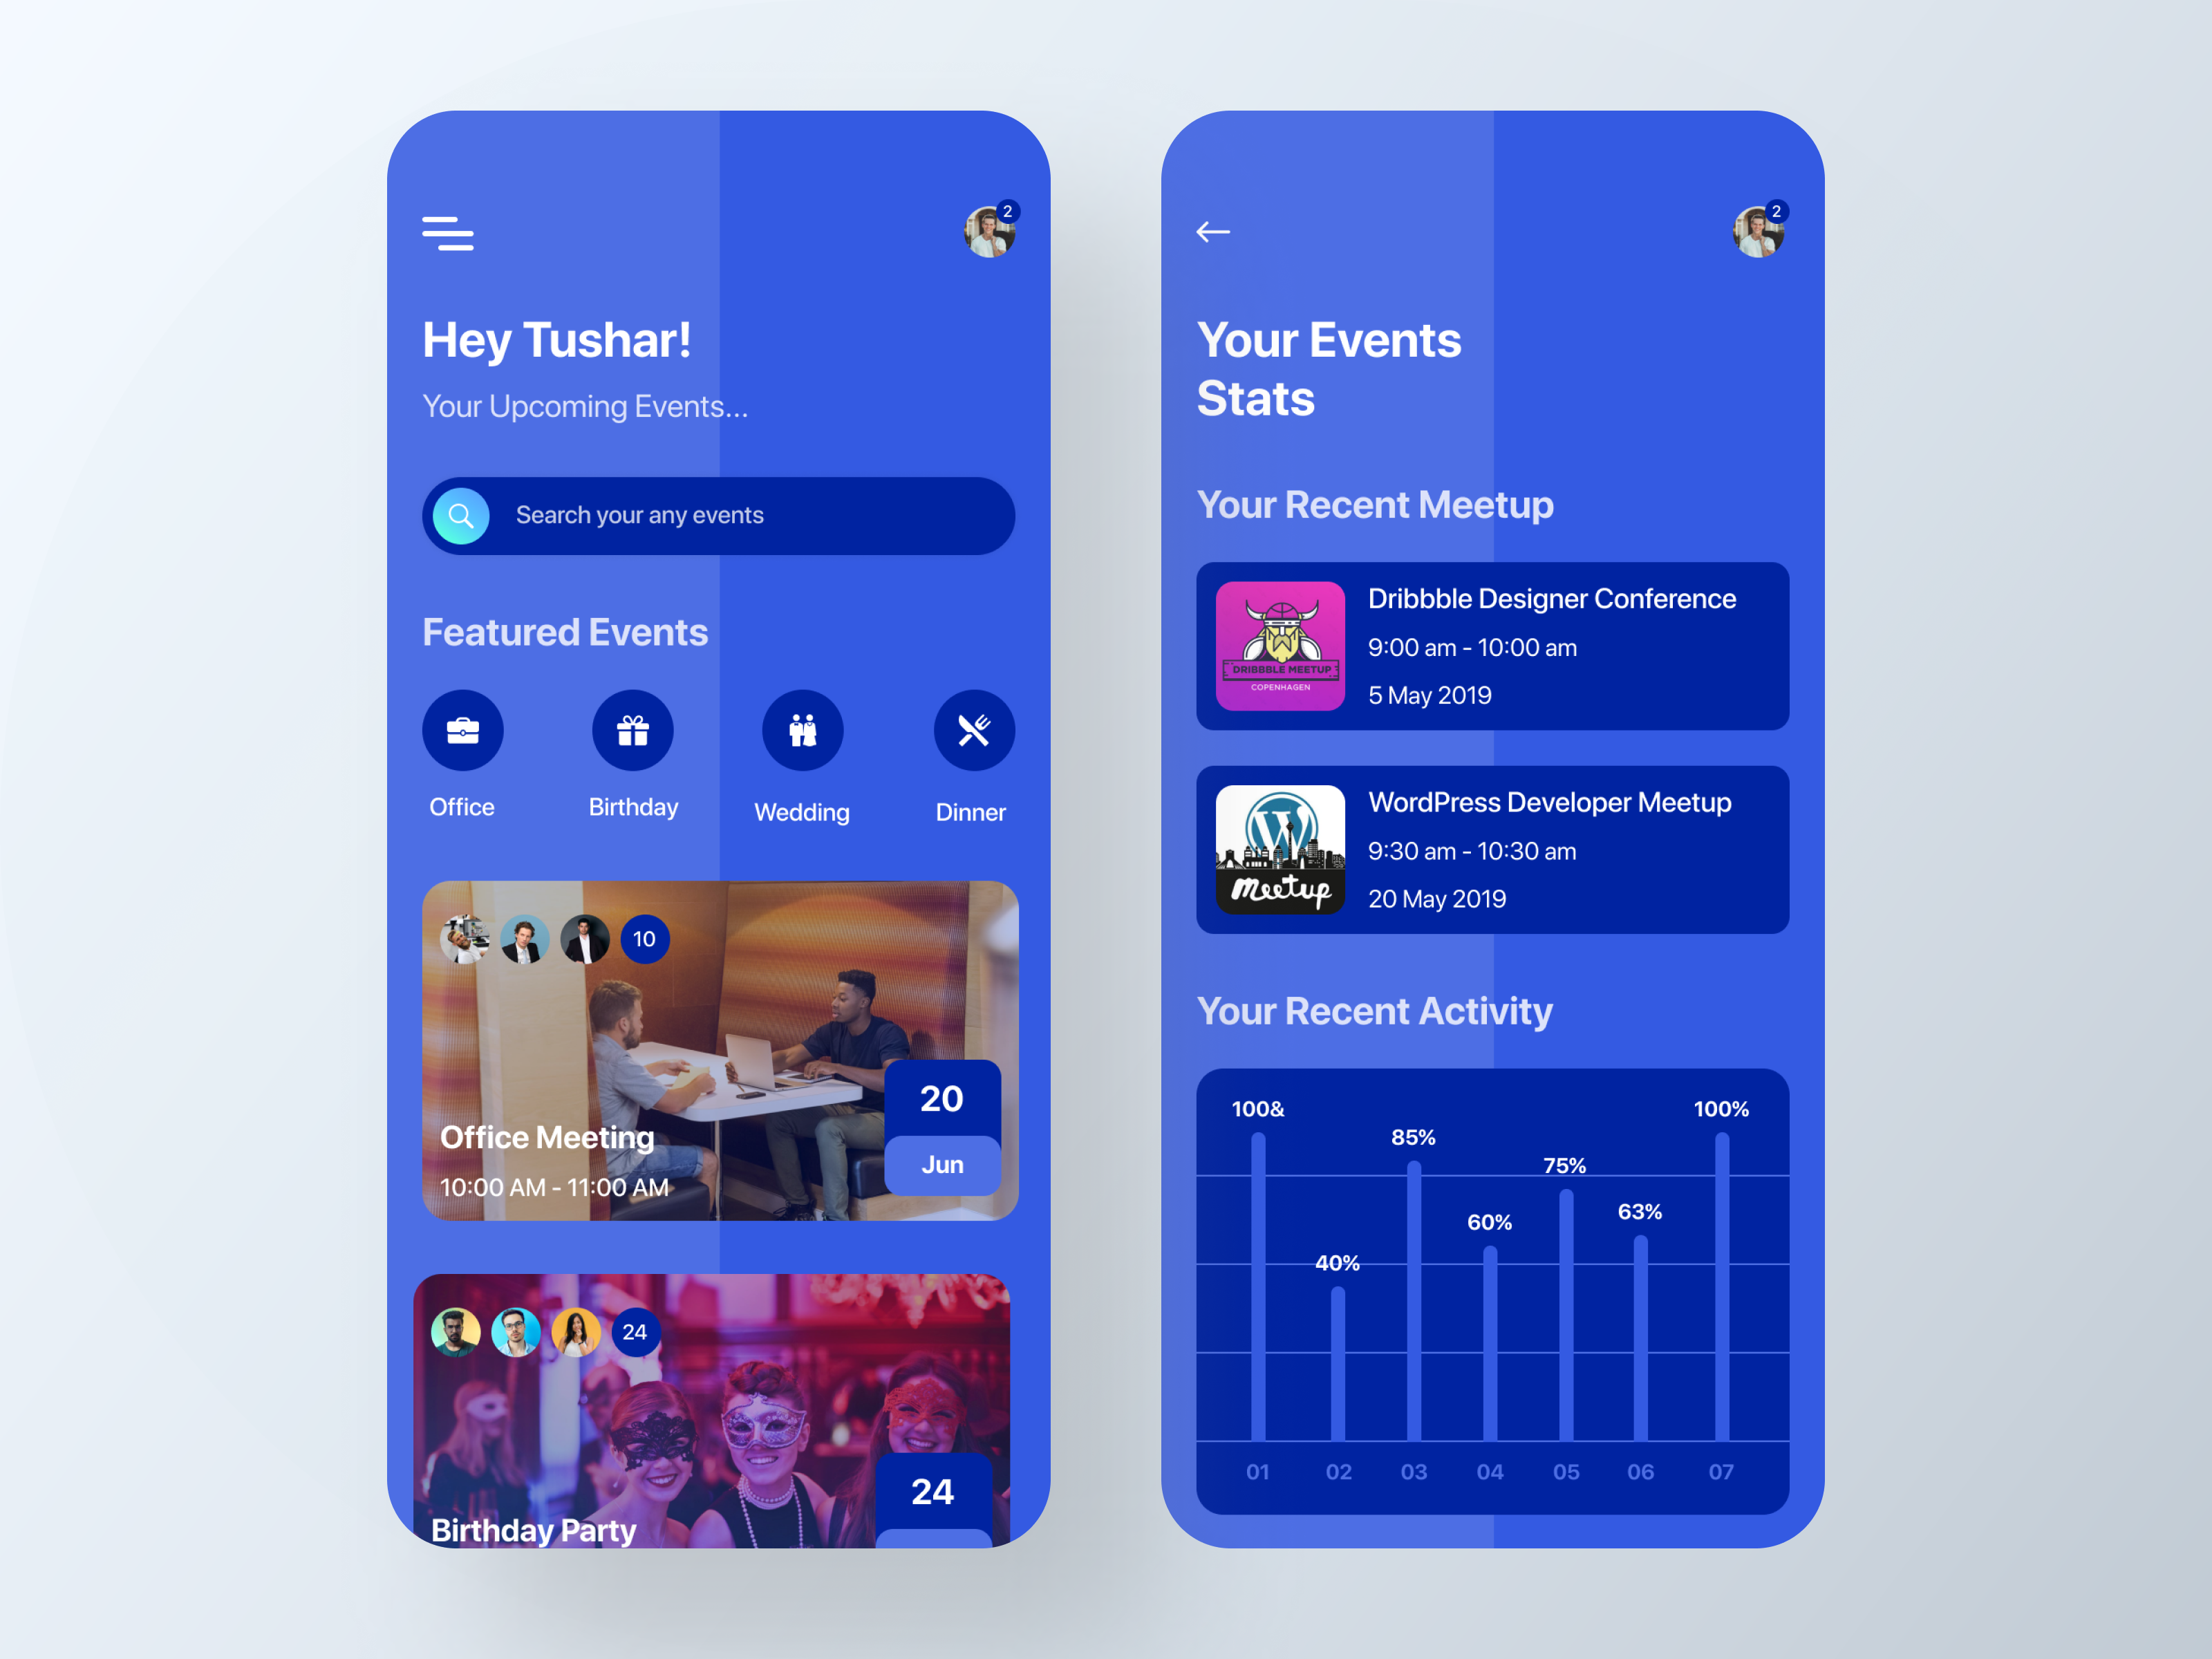 2
Hey Tushar!
Your Upcoming Events...
Search your any events
Featured Events
Office
Birthday
Wedding
Dinner
10
20
Jun
Office Meeting
10:00 AM - 11:00 AM
24
24
Birthday Party
2
Your Events
Stats
Your Recent Meetup
DRIBBBLE MEETUP
COPENHAGEN
Dribbble Designer Conference
9:00 am - 10:00 am
5 May 2019
W
meetup
WordPress Developer Meetup
9:30 am - 10:30 am
20 May 2019
Your Recent Activity
100&
40%
85%
60%
75%
63%
100%
01 02 03 04 05 06 07